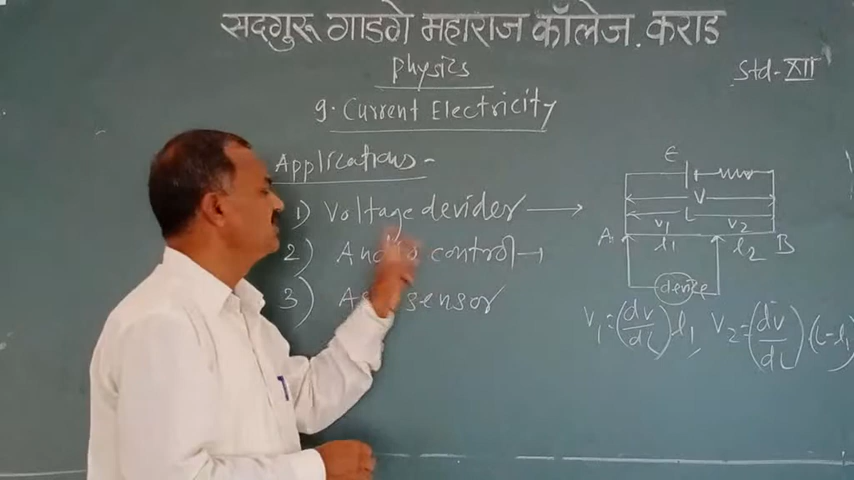 सदगुरू गाडगे महाराज कॉलेज. कराड
Physics
Std- XII
9. Current Electricity
Applications -
1) Voltage devider →
2) Audio control →
3) As sensor
E
V
L
V1 V2
A l1 l2 B
device
V1=(dv/dL)l1 V2=(dv/dL)(L-l1)